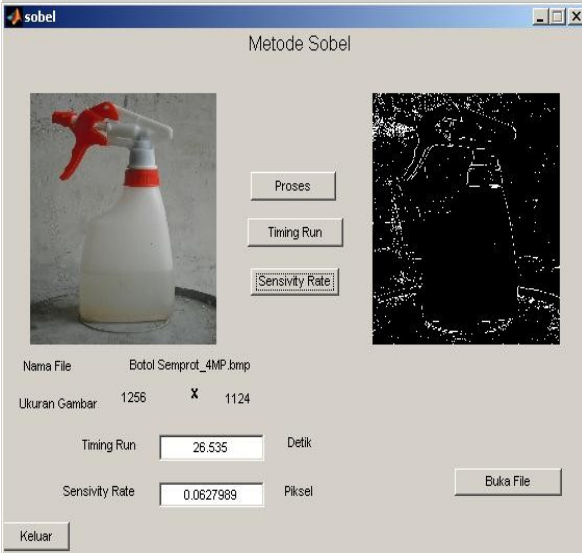 sobel
Metode Sobel
Proses
Timing Run
Sensivity Rate
Nama File Botol Semprot_4MP.bmp
Ukuran Gambar 1256 X 1124
Timing Run 26.535 Detik
Sensivity Rate 0.0627989 Piksel
Buka File
Keluar